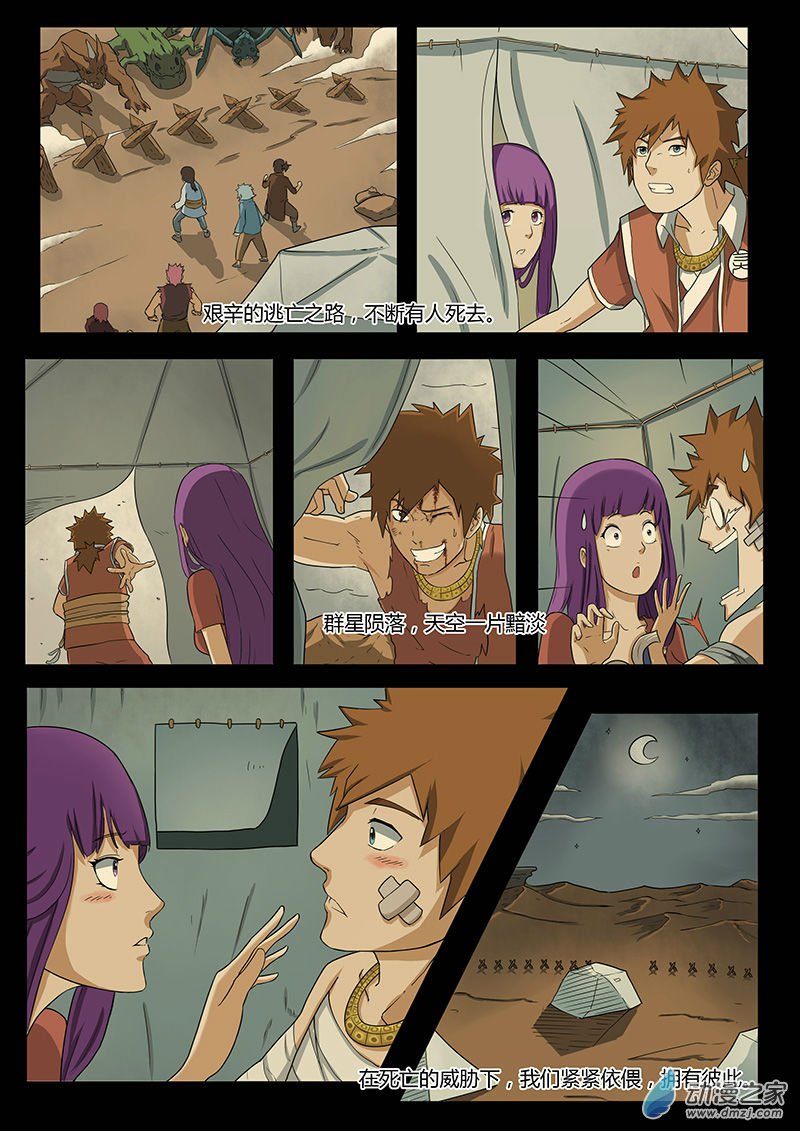 艰辛的逃亡之路，不断有人死去。
群星陨落，天空一片黯淡
在死亡的威胁下，我们紧紧依偎，拥有彼此
动漫之家
www.dmzj.com